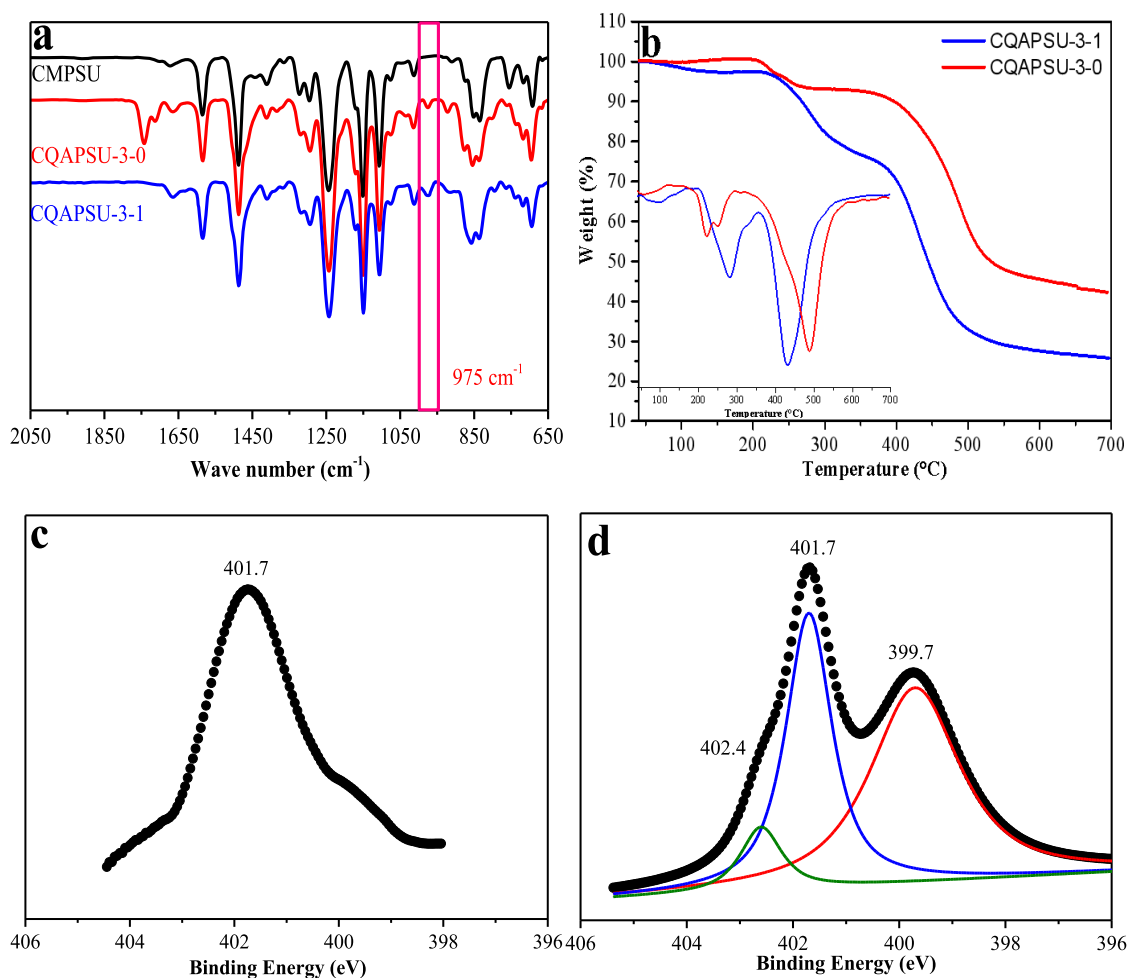 a
CMPSU
CQAPSU-3-0
CQAPSU-3-1
975 cm⁻¹
2050 1850 1650 1450 1250 1050 850 650
Wave number (cm⁻¹)
b
CQAPSU-3-1
CQAPSU-3-0
110
100
90
80
70
60
50
40
30
20
10
Weight (%)
100 200 300 400 500 600 700
Temperature (°C)
100 200 300 400 500 600 700
Temperature (°C)
c
401.7
406 404 402 400 398 396
Binding Energy (eV)
d
401.7
399.7
402.4
406 404 402 400 398 396
Binding Energy (eV)